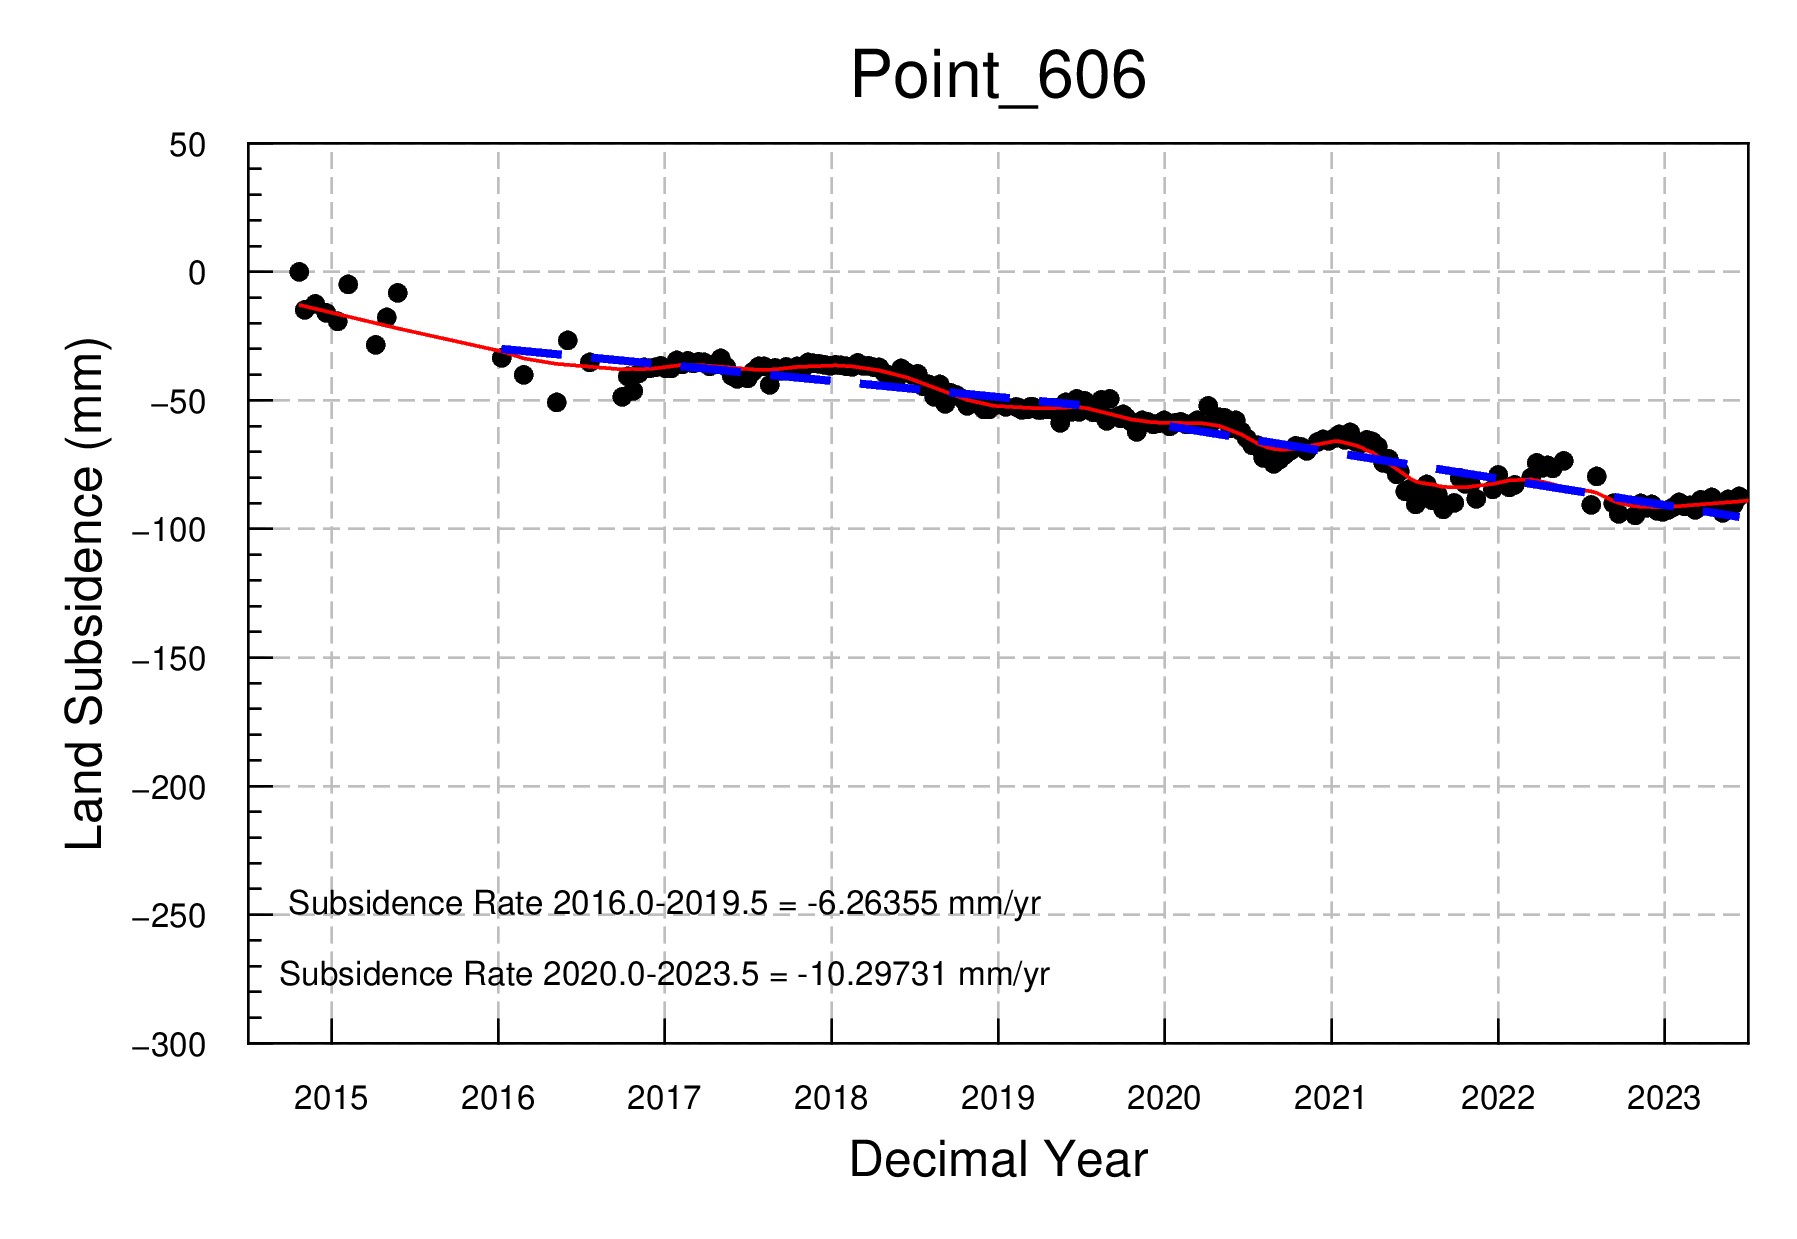 Point_606
50
0
−50
−100
−150
−200
−250
−300
Land Subsidence (mm)
Subsidence Rate 2016.0-2019.5 = -6.26355 mm/yr
Subsidence Rate 2020.0-2023.5 = -10.29731 mm/yr
2015 2016 2017 2018 2019 2020 2021 2022 2023
Decimal Year